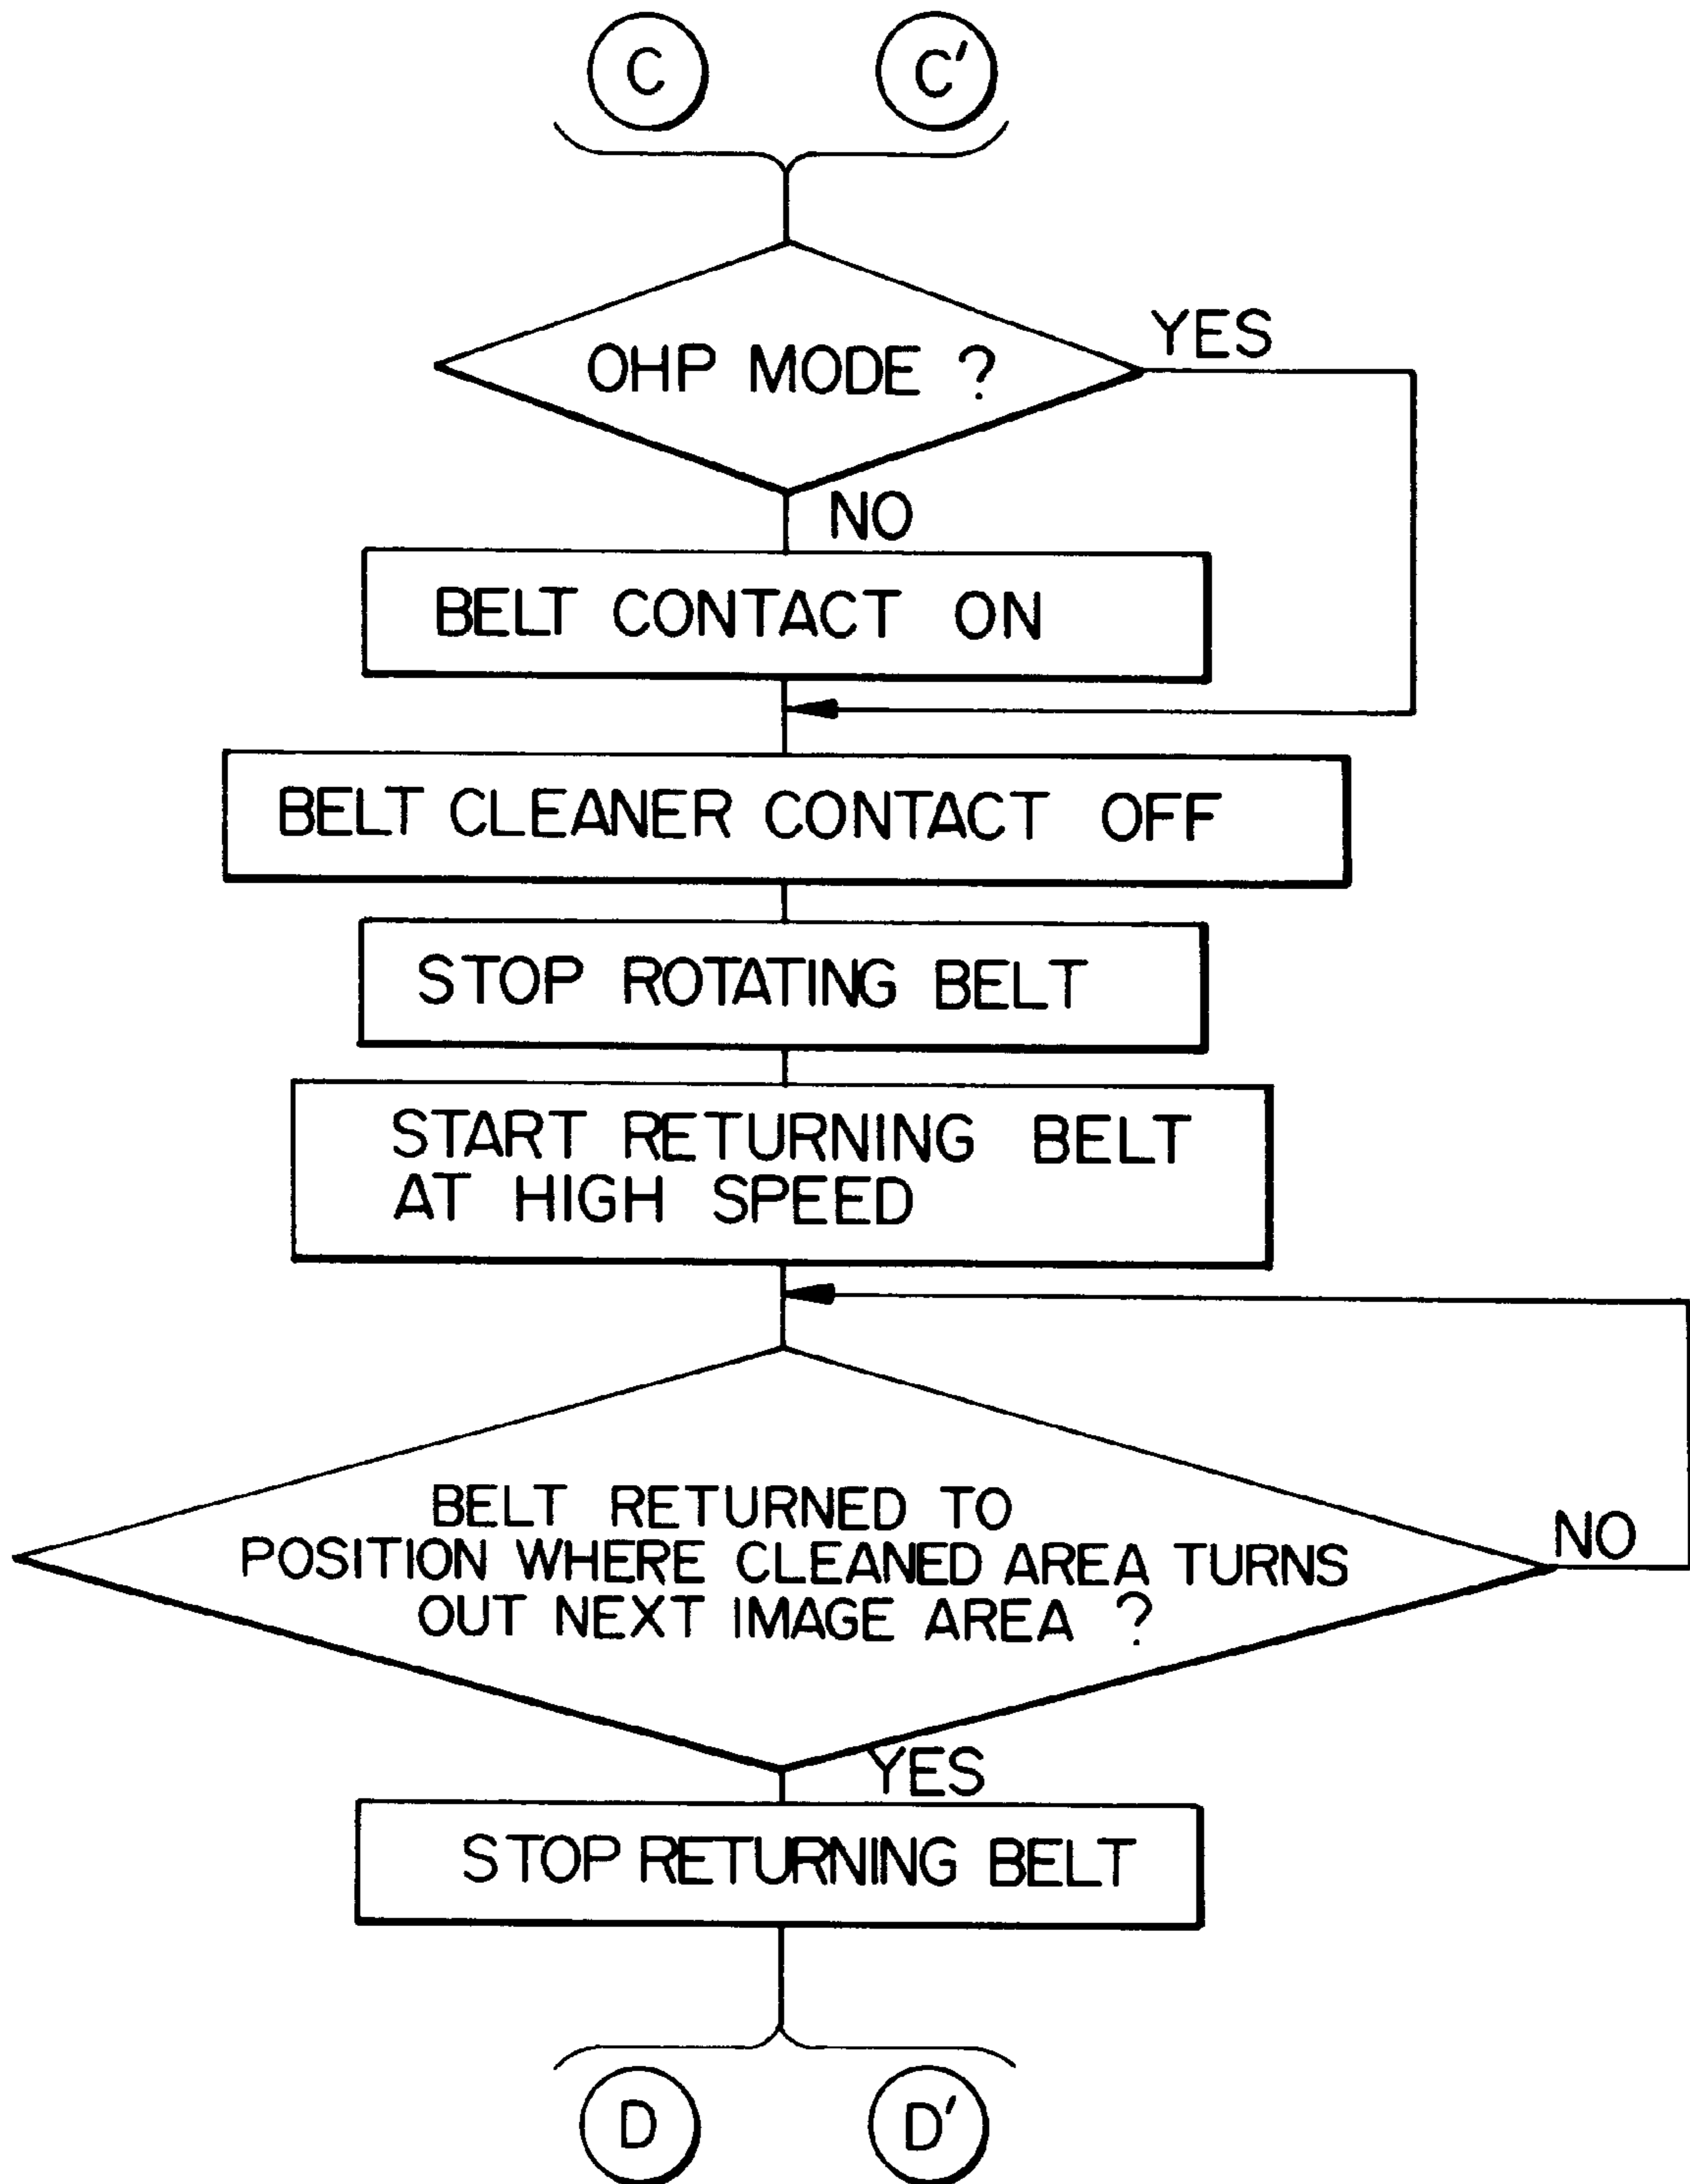 C
C'
OHP MODE ?
YES
NO
BELT CONTACT ON
BELT CLEANER CONTACT OFF
STOP ROTATING BELT
START RETURNING BELT
AT HIGH SPEED
BELT RETURNED TO
POSITION WHERE CLEANED AREA TURNS
OUT NEXT IMAGE AREA ?
NO
YES
STOP RETURNING BELT
D
D'